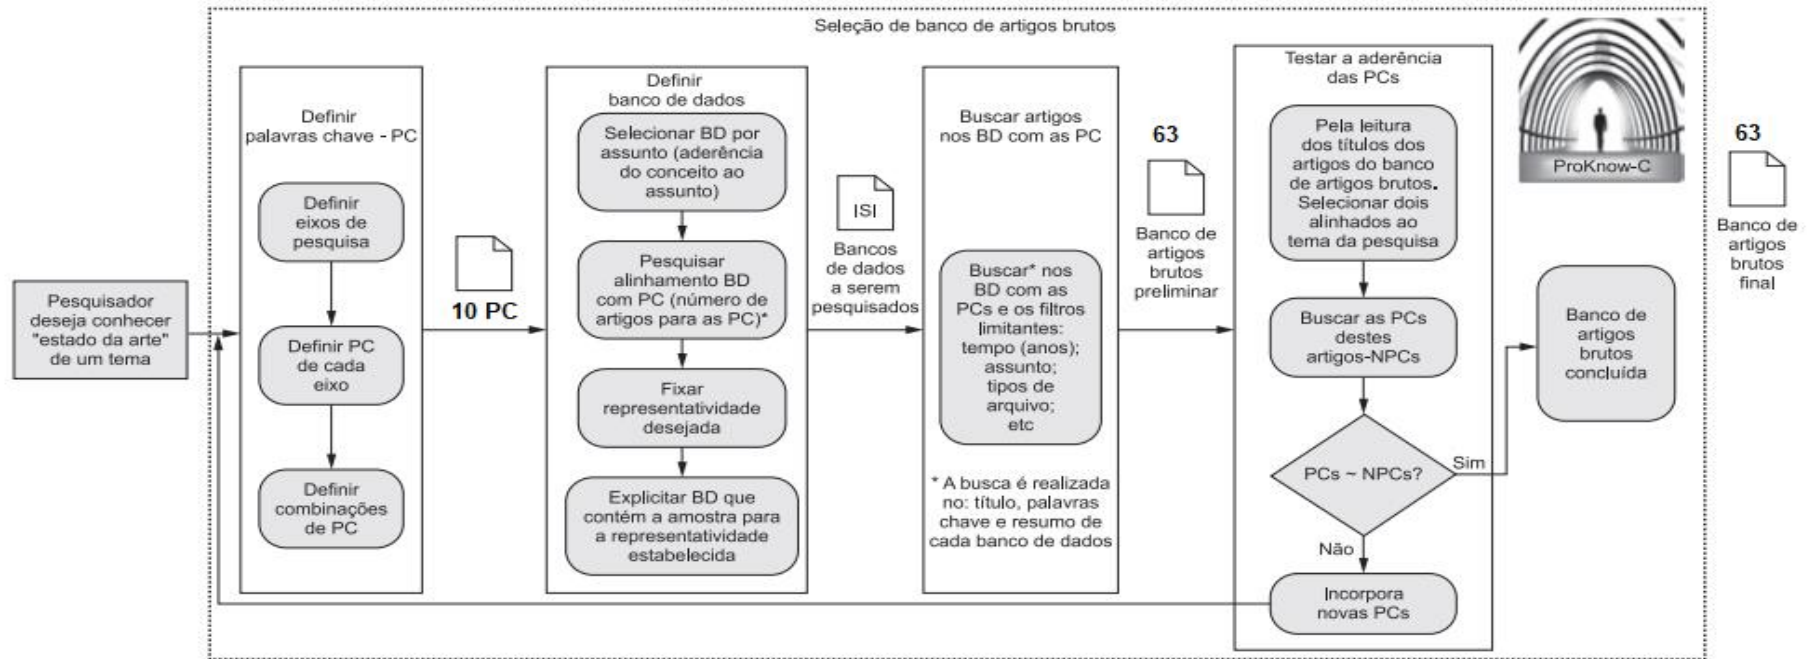 Seleção de banco de artigos brutos
Pesquisador
deseja conhecer
"estado da arte"
de um tema
Definir
palavras chave - PC
Definir
eixos de
pesquisa
Definir PC
de cada
eixo
Definir
combinações
de PC
10 PC
Definir
banco de dados
Selecionar BD por
assunto (aderência
do conceito ao
assunto)
Pesquisar
alinhamento BD
com PC (número de
artigos para as PC)*
Fixar
representatividade
desejada
Explicitar BD que
contém a amostra para
a representatividade
estabelecida
ISI
Bancos
de dados
a serem
pesquisados
Buscar artigos
nos BD com as PC
Buscar* nos
BD com as
PCs e os filtros
limitantes:
tempo (anos);
assunto;
tipos de
arquivo;
etc
* A busca é realizada
no: título, palavras
chave e resumo de
cada banco de dados
63
Banco de
artigos
brutos
preliminar
Testar a aderência
das PCs
Pela leitura
dos títulos dos
artigos do banco
de artigos brutos.
Selecionar dois
alinhados ao
tema da pesquisa
Buscar as PCs
destes
artigos-NPCs
PCs ~ NPCs?
Sim
Não
Incorpora
novas PCs
ProKnow-C
Banco de
artigos
brutos
concluída
63
Banco de
artigos
brutos
final